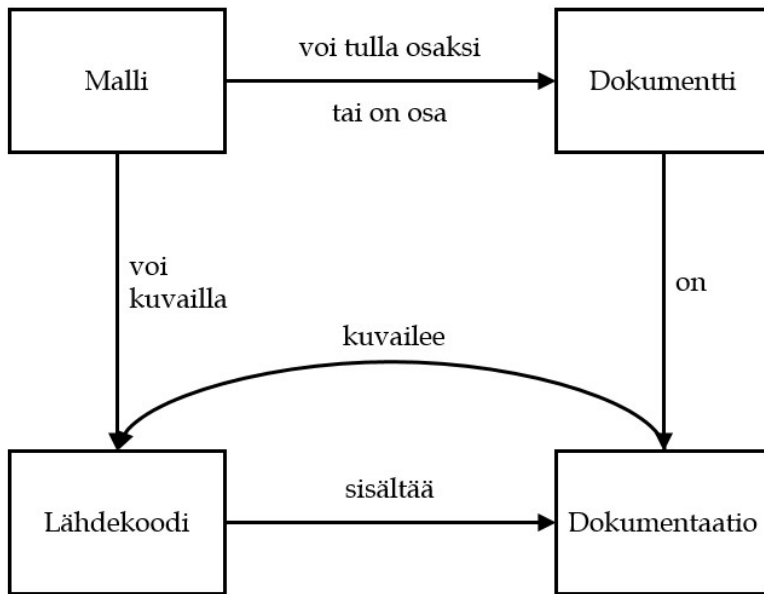 Malli
voi tulla osaksi
tai on osa
Dokumentti
voi
kuvailla
on
kuvailee
Lähdekoodi
sisältää
Dokumentaatio